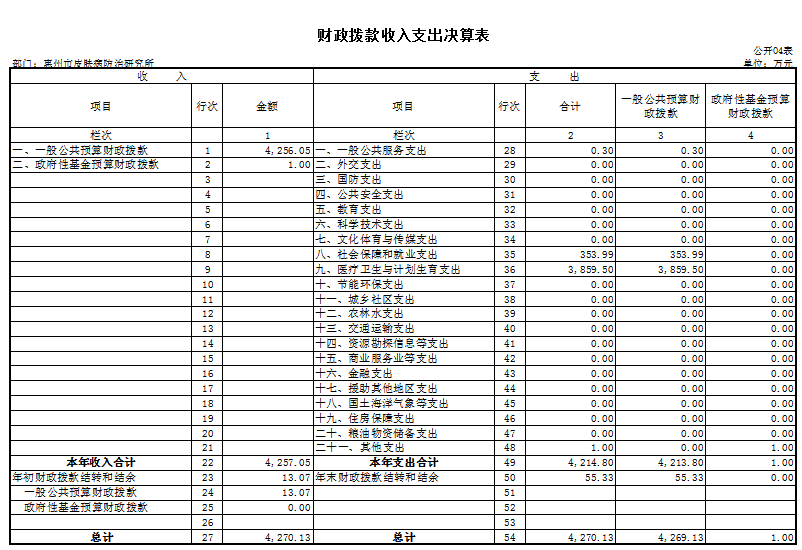 财政拨款收入支出决算表
公开04表
部门：惠州市皮肤病防治研究所 单位：万元
收 入 支 出
项目 行次 金额 项目 行次 合计 一般公共预算财政拨款 政府性基金预算财政拨款
栏次 1 栏次 2 3 4
一、一般公共预算财政拨款 1 4,256.05 一、一般公共服务支出 28 0.30 0.30 0.00
二、政府性基金预算财政拨款 2 1.00 二、外交支出 29 0.00 0.00 0.00
3 三、国防支出 30 0.00 0.00 0.00
4 四、公共安全支出 31 0.00 0.00 0.00
5 五、教育支出 32 0.00 0.00 0.00
6 六、科学技术支出 33 0.00 0.00 0.00
7 七、文化体育与传媒支出 34 0.00 0.00 0.00
8 八、社会保障和就业支出 35 353.99 353.99 0.00
9 九、医疗卫生与计划生育支出 36 3,859.50 3,859.50 0.00
10 十、节能环保支出 37 0.00 0.00 0.00
11 十一、城乡社区支出 38 0.00 0.00 0.00
12 十二、农林水支出 39 0.00 0.00 0.00
13 十三、交通运输支出 40 0.00 0.00 0.00
14 十四、资源勘探信息等支出 41 0.00 0.00 0.00
15 十五、商业服务业等支出 42 0.00 0.00 0.00
16 十六、金融支出 43 0.00 0.00 0.00
17 十七、援助其他地区支出 44 0.00 0.00 0.00
18 十八、国土海洋气象等支出 45 0.00 0.00 0.00
19 十九、住房保障支出 46 0.00 0.00 0.00
20 二十、粮油物资储备支出 47 0.00 0.00 0.00
21 二十一、其他支出 48 1.00 0.00 1.00
本年收入合计 22 4,257.05 本年支出合计 49 4,214.80 4,213.80 1.00
年初财政拨款结转和结余 23 13.07 年末财政拨款结转和结余 50 55.33 55.33 0.00
一般公共预算财政拨款 24 13.07 51
政府性基金预算财政拨款 25 0.00 52
26 53
总计 27 4,270.13 总计 54 4,270.13 4,269.13 1.00